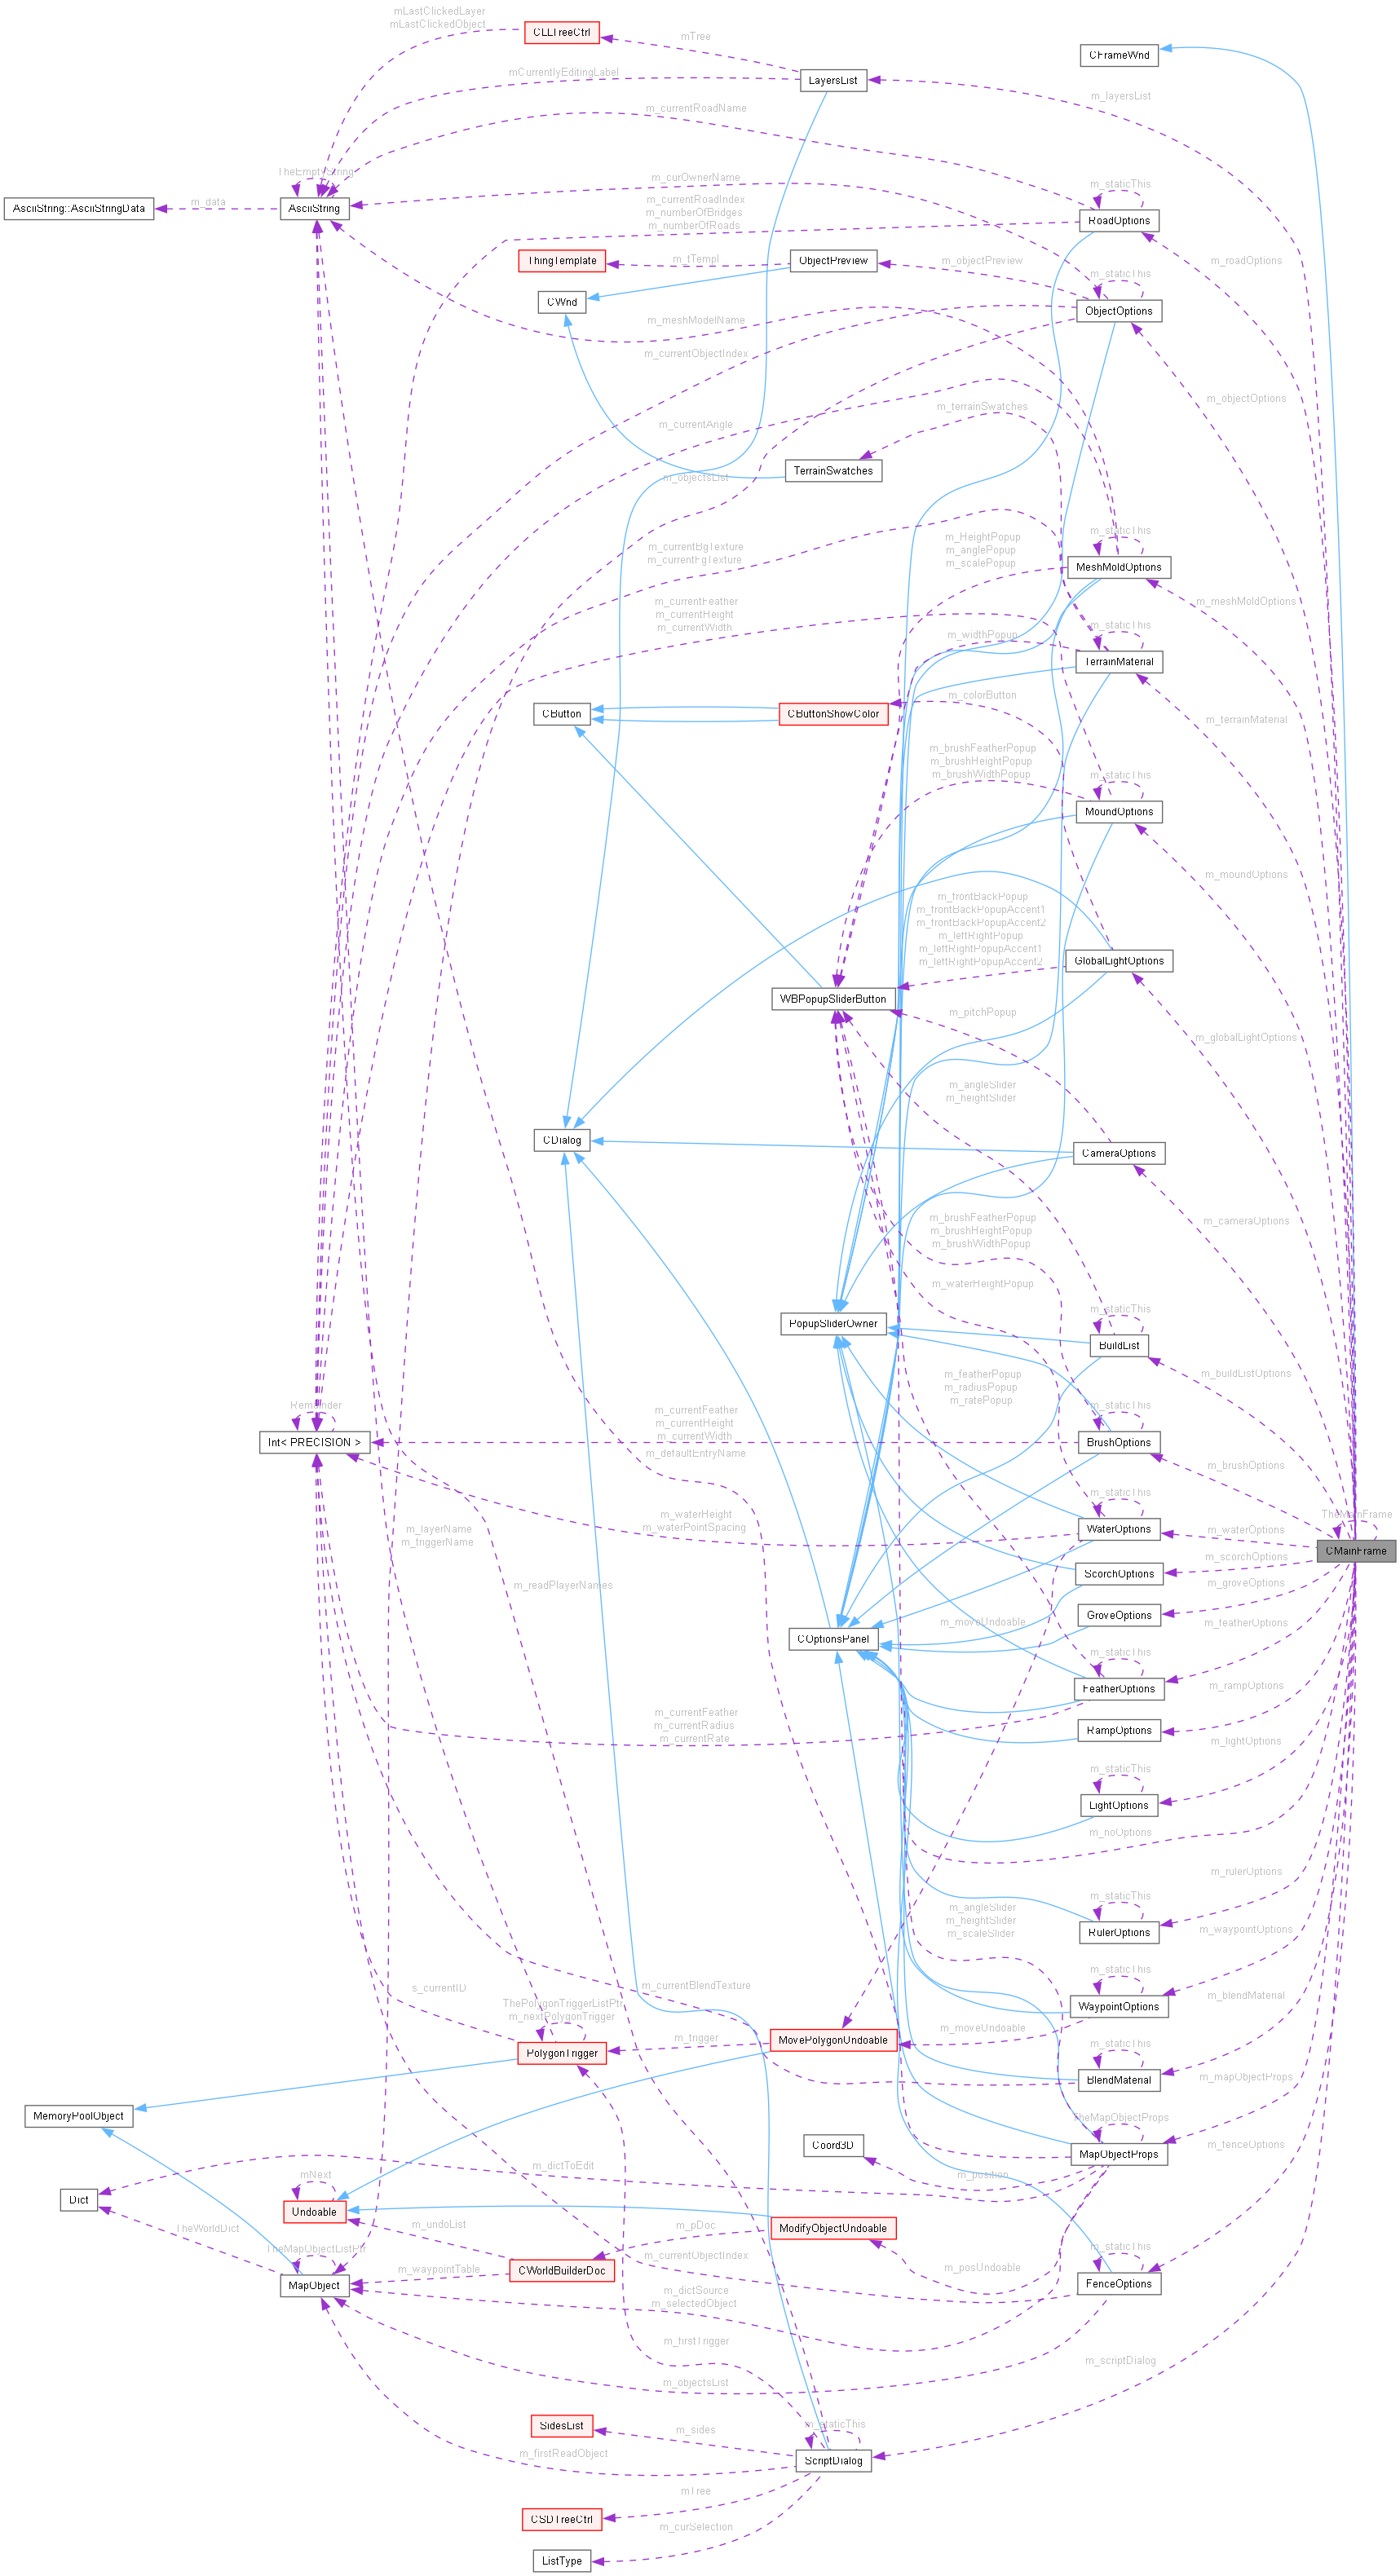 mLastClickedLayer
mLastClickedObject
CLLTreeCtrl
mTree
CFrameWnd
mCurrentlyEditingLabel
LayersList
m_layersList
m_currentRoadName
TheEmptyString
m_curOwnerName
m_staticThis
AsciiString::AsciiStringData
m_data
AsciiString
m_currentRoadIndex
m_numberOfBridges
m_numberOfRoads
RoadOptions
ThingTemplate
m_tTempl
ObjectPreview
m_objectPreview
m_roadOptions
m_staticThis
CWnd
ObjectOptions
m_meshModelName
m_currentObjectIndex
m_objectOptions
m_terrainSwatches
m_currentAngle
TerrainSwatches
m_objectsList
m_HeightPopup
m_anglePopup
m_scalePopup
m_staticThis
m_currentBgTexture
m_currentFgTexture
MeshMoldOptions
m_meshMoldOptions
m_currentFeather
m_currentHeight
m_currentWidth
m_widthPopup
m_staticThis
TerrainMaterial
m_colorButton
CButton
CButtonShowColor
m_terrainMaterial
m_brushFeatherPopup
m_brushHeightPopup
m_brushWidthPopup
m_staticThis
MoundOptions
m_moundOptions
m_frontBackPopup
m_frontBackPopupAccent1
m_frontBackPopupAccent2
m_leftRightPopup
m_leftRightPopupAccent1
m_leftRightPopupAccent2
GlobalLightOptions
WBPopupSliderButton
m_pitchPopup
m_globalLightOptions
m_angleSlider
m_heightSlider
CDialog
CameraOptions
m_cameraOptions
m_brushFeatherPopup
m_brushHeightPopup
m_brushWidthPopup
m_waterHeightPopup
m_staticThis
PopupSliderOwner
BuildList
m_buildListOptions
m_featherPopup
m_radiusPopup
m_ratePopup
Remainder
m_currentFeather
m_currentHeight
m_currentWidth
m_staticThis
Int< PRECISION >
BrushOptions
m_defaultEntryName
m_brushOptions
m_staticThis
TheMainFrame
m_waterHeight
m_waterPointSpacing
WaterOptions
m_waterOptions
CMainFrame
m_layerName
m_triggerName
m_scorchOptions
ScorchOptions
m_readPlayerNames
m_groveOptions
GroveOptions
m_moveUndoable
m_featherOptions
COptionsPanel
m_staticThis
FeatherOptions
m_rampOptions
m_currentFeather
m_currentRadius
m_currentRate
RampOptions
m_lightOptions
m_staticThis
LightOptions
m_noOptions
m_rulerOptions
m_staticThis
m_angleSlider
m_heightSlider
m_scaleSlider
RulerOptions
m_waypointOptions
m_staticThis
m_currentBlendTexture
s_currentID
m_blendMaterial
ThePolygonTriggerListPtr
m_nextPolygonTrigger
WaypointOptions
m_moveUndoable
m_trigger
MovePolygonUndoable
PolygonTrigger
m_staticThis
BlendMaterial
m_mapObjectProps
MemoryPoolObject
TheMapObjectProps
Coord3D
m_position
MapObjectProps
m_fenceOptions
m_dictToEdit
mNext
Dict
Undoable
TheWorldDict
m_undoList
m_pDoc
ModifyObjectUndoable
m_staticThis
TheMapObjectListPtr
m_currentObjectIndex
m_waypointTable
CWorldBuilderDoc
m_posUndoable
MapObject
FenceOptions
m_dictSource
m_selectedObject
m_firstTrigger
m_scriptDialog
m_objectsList
SidesList
m_sides
m_staticThis
m_firstReadObject
ScriptDialog
mTree
CSDTreeCtrl
m_curSelection
ListType